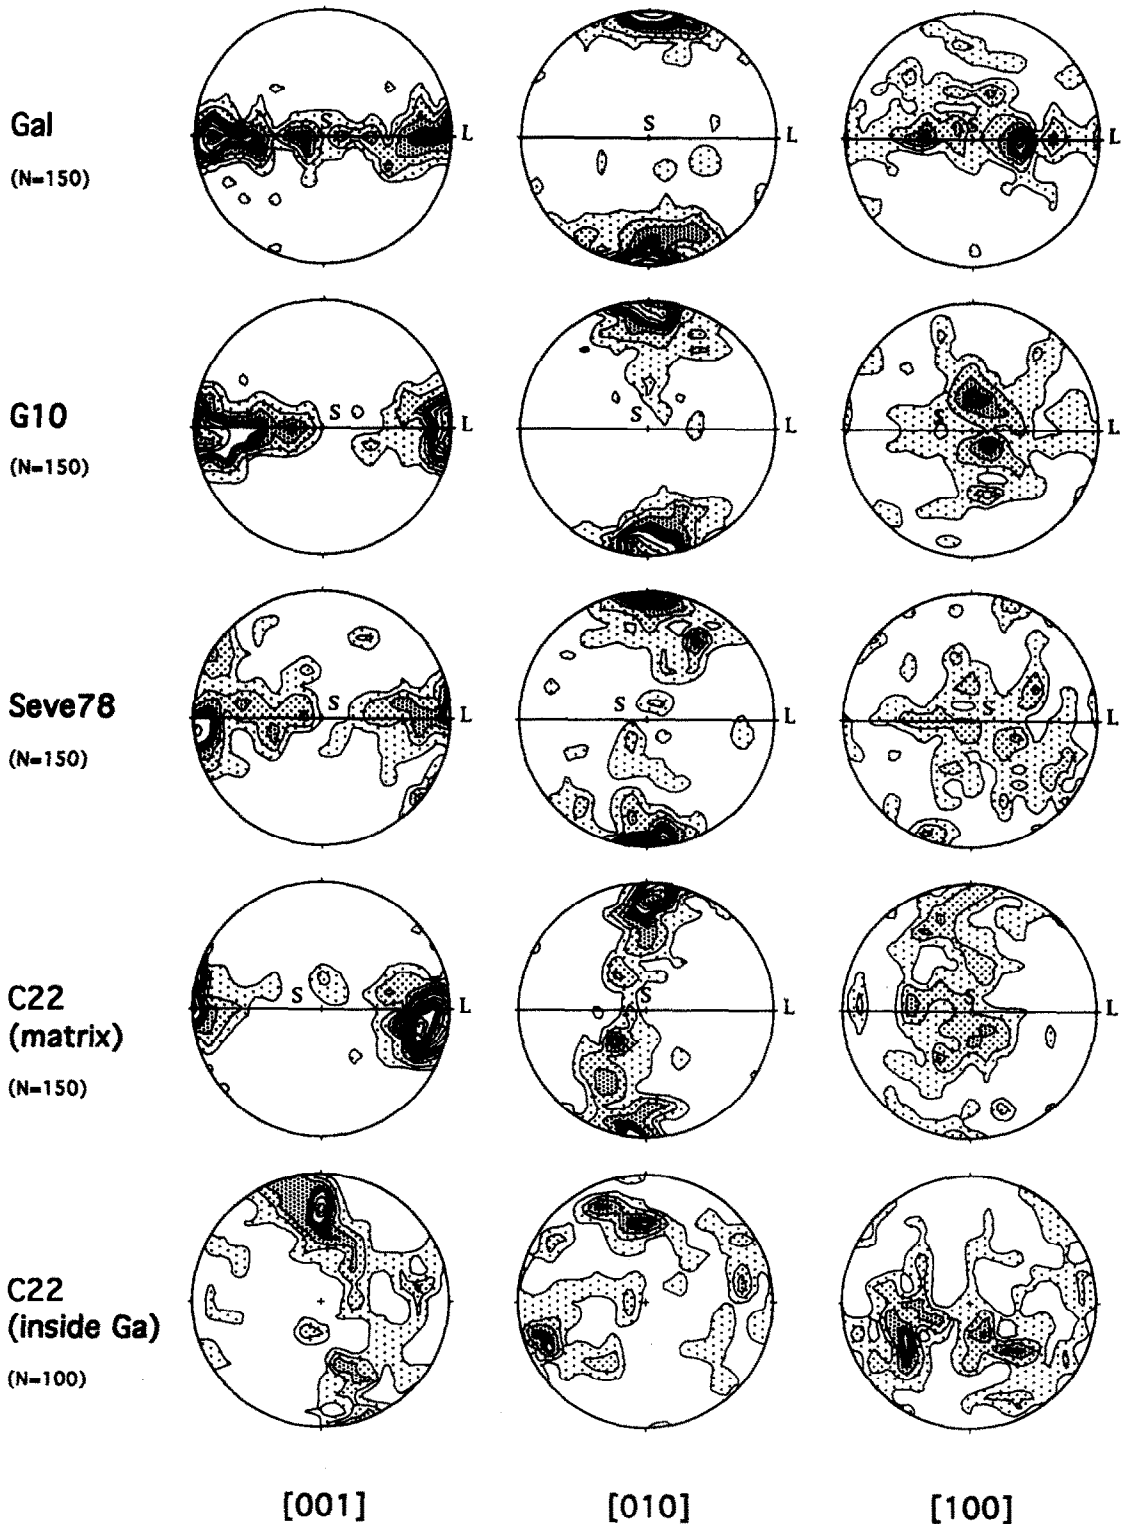 S L S L S L
Gal
(N=150)
S L S L S L
G10
(N=150)
S L S L S L
Seve78
(N=150)
S L S L S L
C22
(matrix)
(N=150)
C22
(inside Ga)
(N=100)
[001] [010] [100]